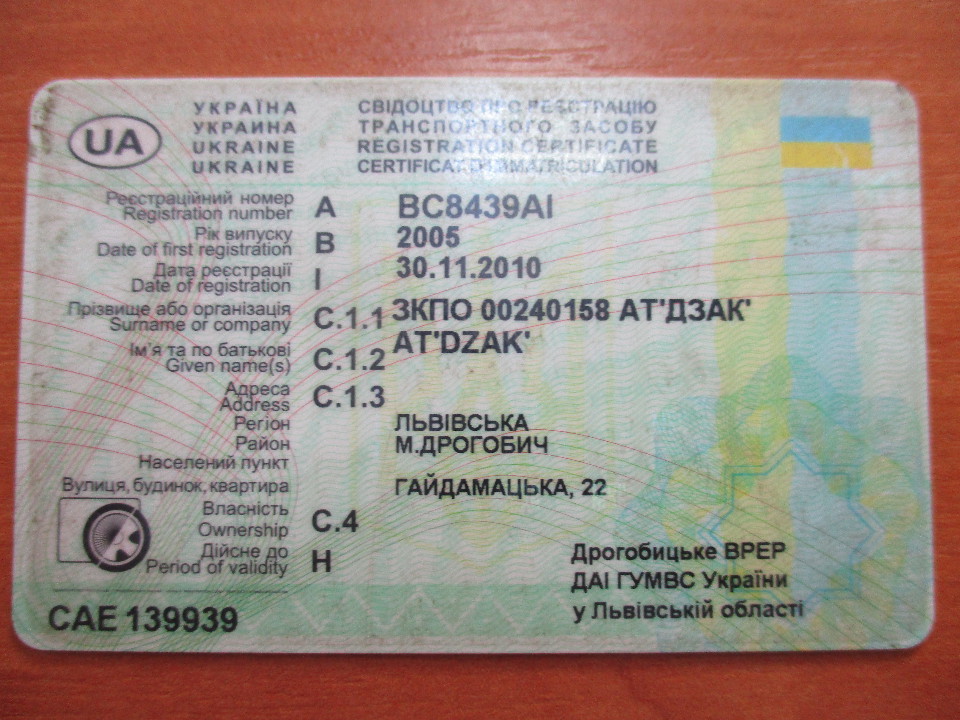 UA
УКРАЇНА СВІДОЦТВО ПРО РЕЄСТРАЦІЮ
УКРАИНА ТРАНСПОРТНОГО ЗАСОБУ
UKRAINE REGISTRATION CERTIFICATE
UKRAINE CERTIFICAT D'IMMATRICULATION
Реєстраційний номер
Registration number A BC8439AI
Рік випуску
Date of first registration B 2005
Дата реєстрації
Date of registration I 30.11.2010
Прізвище або організація
Surname or company C.1.1 ЗКПО 00240158 АТ'ДЗАК'
AT'DZAK'
Ім'я та по батькові
Given name(s) C.1.2
Адреса
Address C.1.3
Регіон ЛЬВІВСЬКА
Район М.ДРОГОБИЧ
Населений пункт
Вулиця, будинок, квартира ГАЙДАМАЦЬКА, 22
Власність
Ownership C.4
Дійсне до
Period of validity H
Дрогобицьке ВРЕР
ДАІ ГУМВС України
у Львівській області
САЕ 139939